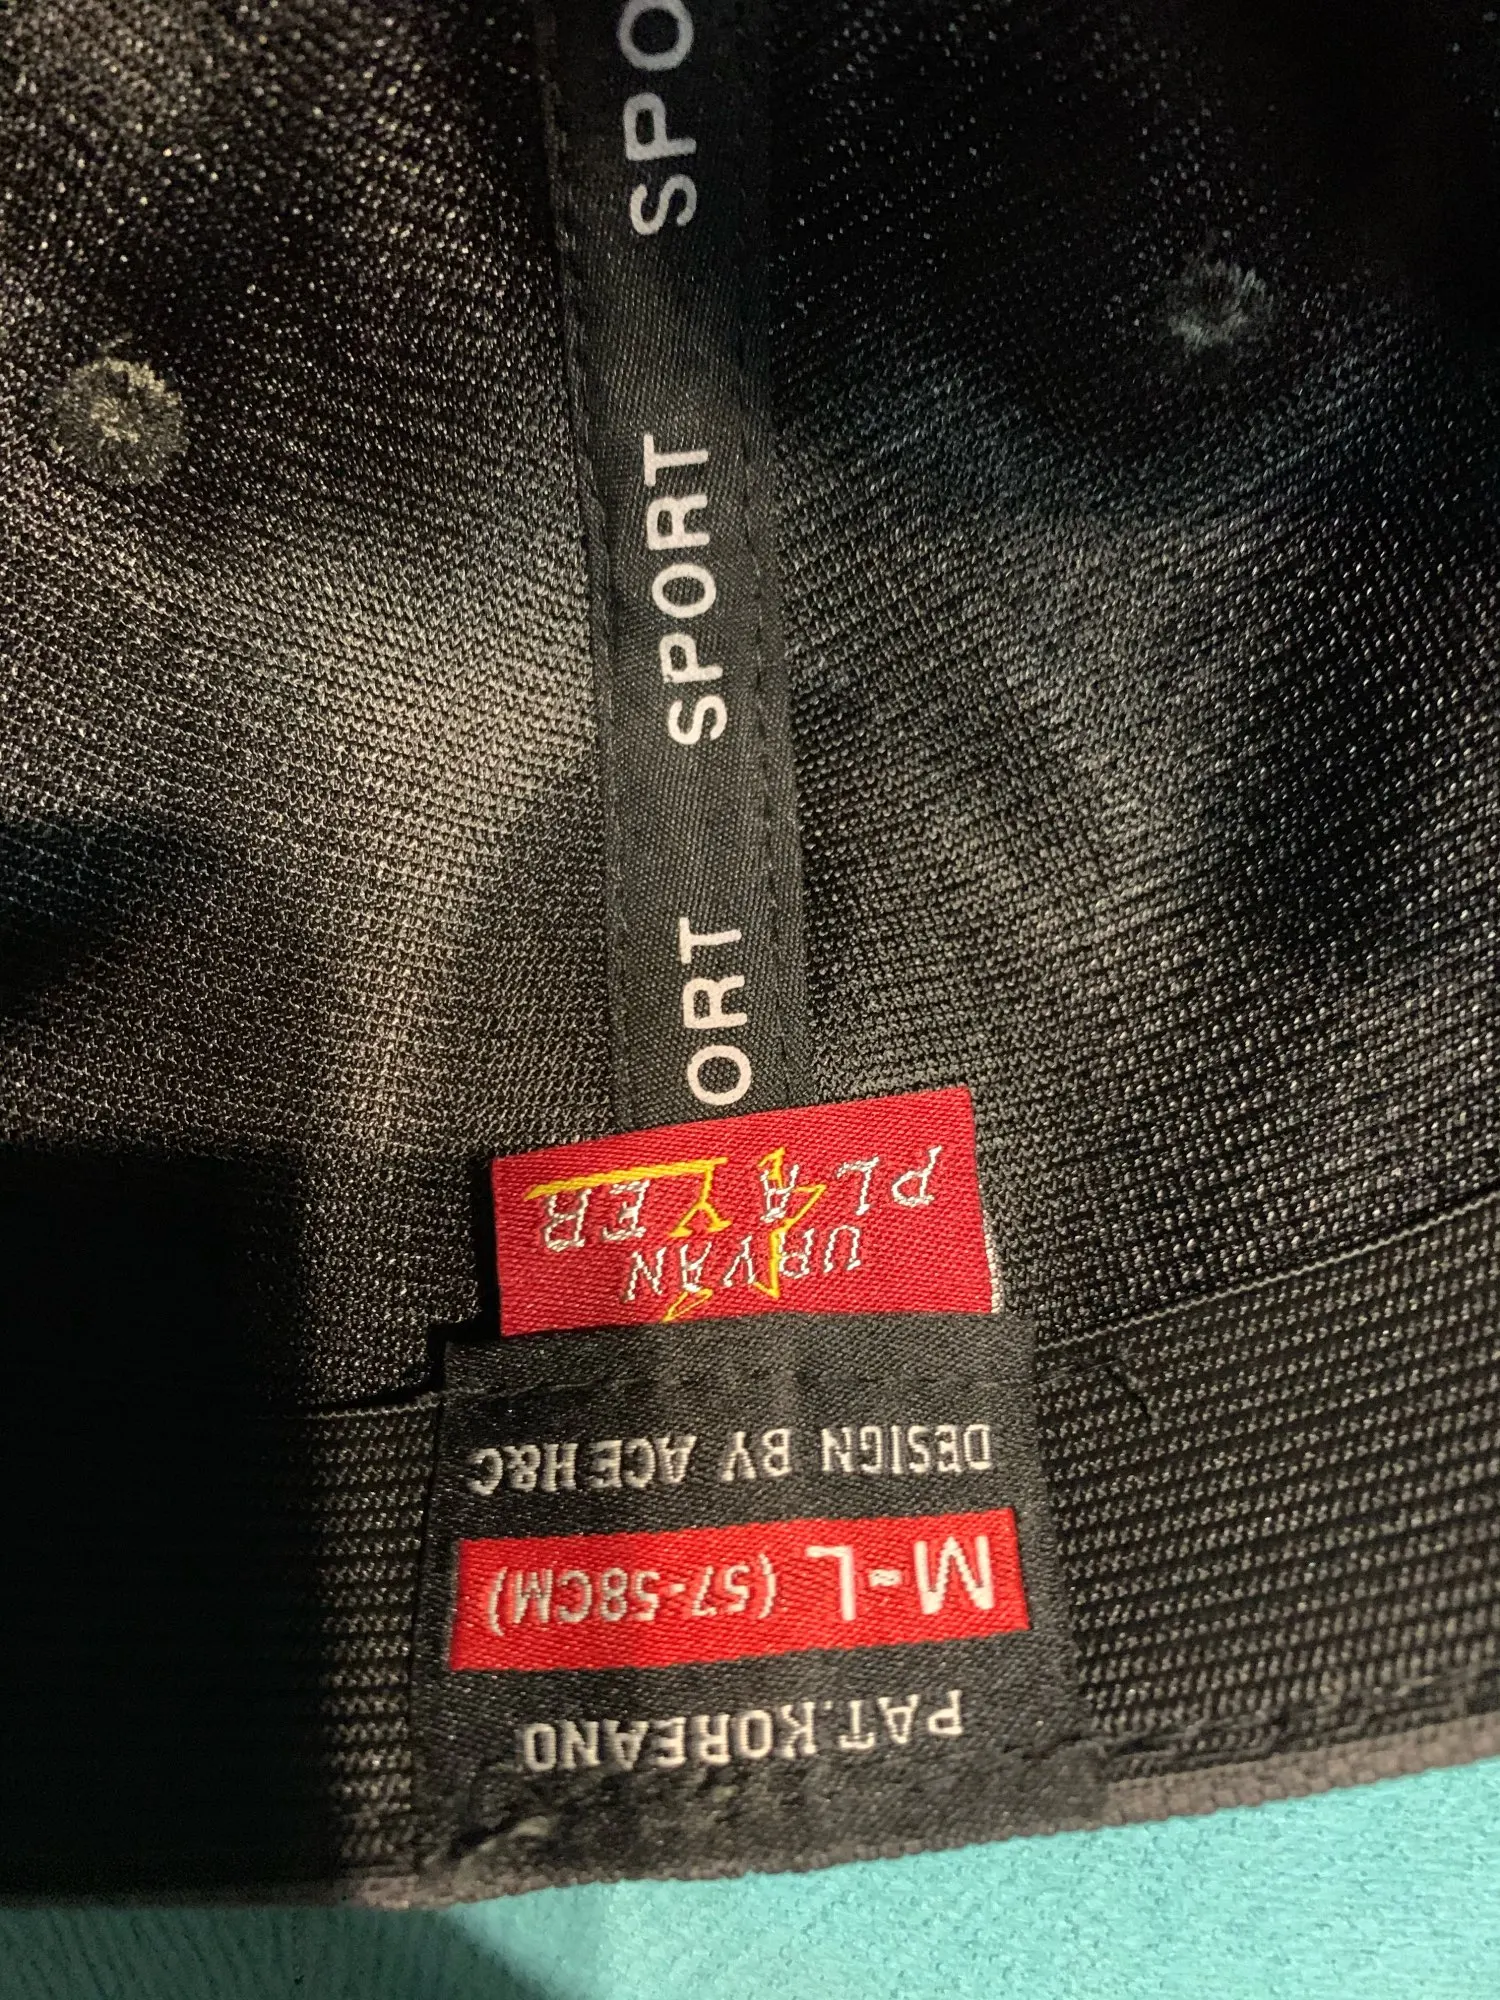 PAT.KOREANO
M~L (57-58CM)
DESIGN BY ACE H&C
URVAN
PLAYER
ORT SPORT SPO